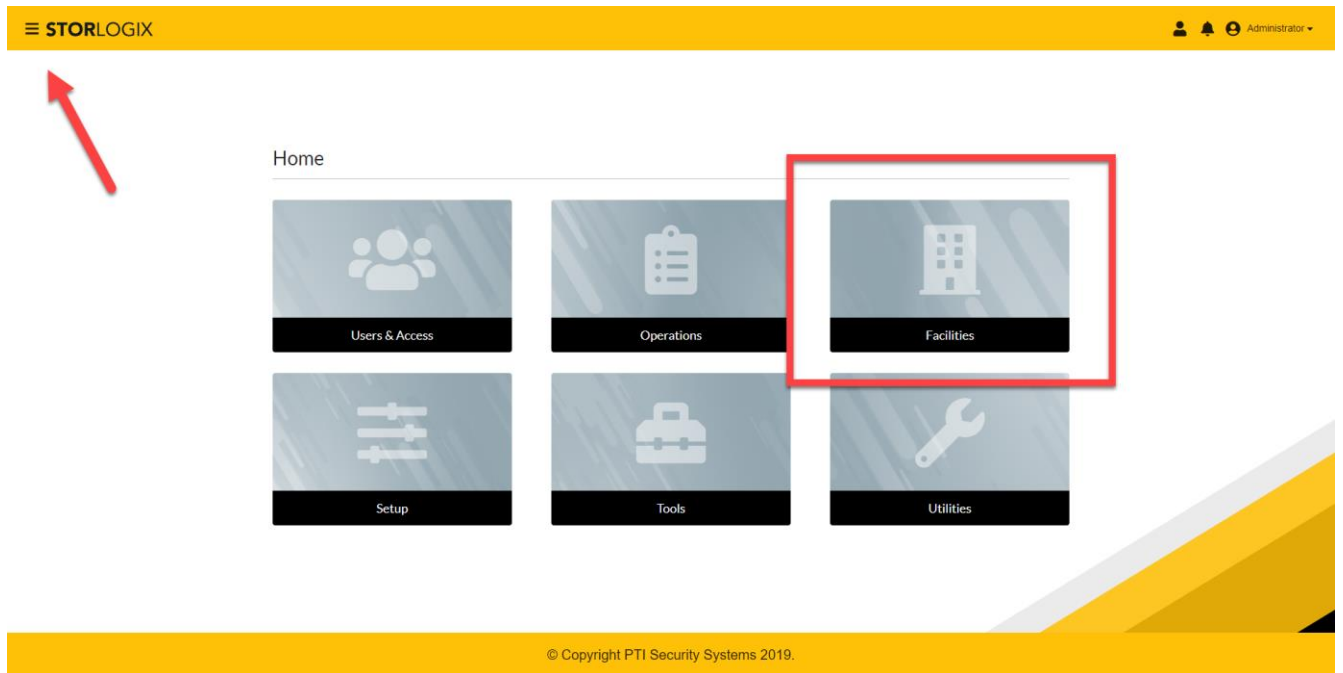 STORLOGIX
Administrator
Home
Users & Access
Operations
Facilities
Setup
Tools
Utilities
© Copyright PTI Security Systems 2019.